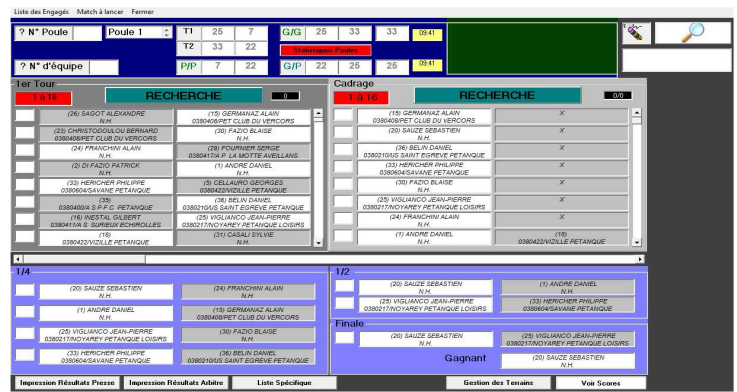 Liste des Engagés Match à lancer Fermer
? N° Poule Poule 1 T1 25 7 G/G 25 33 33 09:41
T2 33 22 Statistiques Poules
? N° d'équipe P/P 7 22 G/P 22 25 25 09:41
1er Tour
1 à 16 RECHERCHE 0
(26) SAGOT ALEXANDRE
N.H.
(15) GERMANAZ ALAIN
0380408/PET CLUB DU VERCORS
(23) CHRISTODOULOU BERNARD
0380408/PET CLUB DU VERCORS
(30) FAZIO BLAISE
N.H.
(24) FRANCHINI ALAIN
N.H.
(29) FOURNIER SERGE
0380417/A P LA MOTTE AVEILLANS
(2) DI FAZIO PATRICK
N.H.
(1) ANDRE DANIEL
N.H.
(33) HERICHER PHILIPPE
0380604/SAVANE PETANQUE
(5) CELLAURO GEORGES
0380422/VIZILLE PETANQUE
(35)
0380400/A S P F C PETANQUE
(36) BELIN DANIEL
0380210/US SAINT EGREVE PETANQUE
(16) INESTAL GILBERT
0380411/A S SURIEUX ECHIROLLES
(25) VIGLIANCO JEAN-PIERRE
0380217/NOYAREY PETANQUE LOISIRS
(18)
0380422/VIZILLE PETANQUE
(31) CASALI SYLVIE
N.H.
Cadrage
1 à 16 RECHERCHE 0/0
(15) GERMANAZ ALAIN
0380408/PET CLUB DU VERCORS
X
(20) SAUZE SEBASTIEN
N.H.
X
(36) BELIN DANIEL
0380210/US SAINT EGREVE PETANQUE
X
(33) HERICHER PHILIPPE
0380604/SAVANE PETANQUE
X
(30) FAZIO BLAISE
N.H.
X
(25) VIGLIANCO JEAN-PIERRE
0380217/NOYAREY PETANQUE LOISIRS
X
(24) FRANCHINI ALAIN
N.H.
X
(1) ANDRE DANIEL
N.H.
(18)
0380422/VIZILLE PETANQUE
1/4
(20) SAUZE SEBASTIEN
N.H.
(24) FRANCHINI ALAIN
N.H.
(1) ANDRE DANIEL
N.H.
(15) GERMANAZ ALAIN
0380408/PET CLUB DU VERCORS
(25) VIGLIANCO JEAN-PIERRE
0380217/NOYAREY PETANQUE LOISIRS
(30) FAZIO BLAISE
N.H.
(33) HERICHER PHILIPPE
0380604/SAVANE PETANQUE
(36) BELIN DANIEL
0380210/US SAINT EGREVE PETANQUE
1/2
(20) SAUZE SEBASTIEN
N.H.
(1) ANDRE DANIEL
N.H.
(25) VIGLIANCO JEAN-PIERRE
0380217/NOYAREY PETANQUE LOISIRS
(33) HERICHER PHILIPPE
0380604/SAVANE PETANQUE
Finale
(20) SAUZE SEBASTIEN
N.H.
(25) VIGLIANCO JEAN-PIERRE
0380217/NOYAREY PETANQUE LOISIRS
Gagnant
(20) SAUZE SEBASTIEN
N.H.
Impression Résultats Presse Impression Résultats Arbitre Liste Spécifique Gestion des Terrains Voir Scores